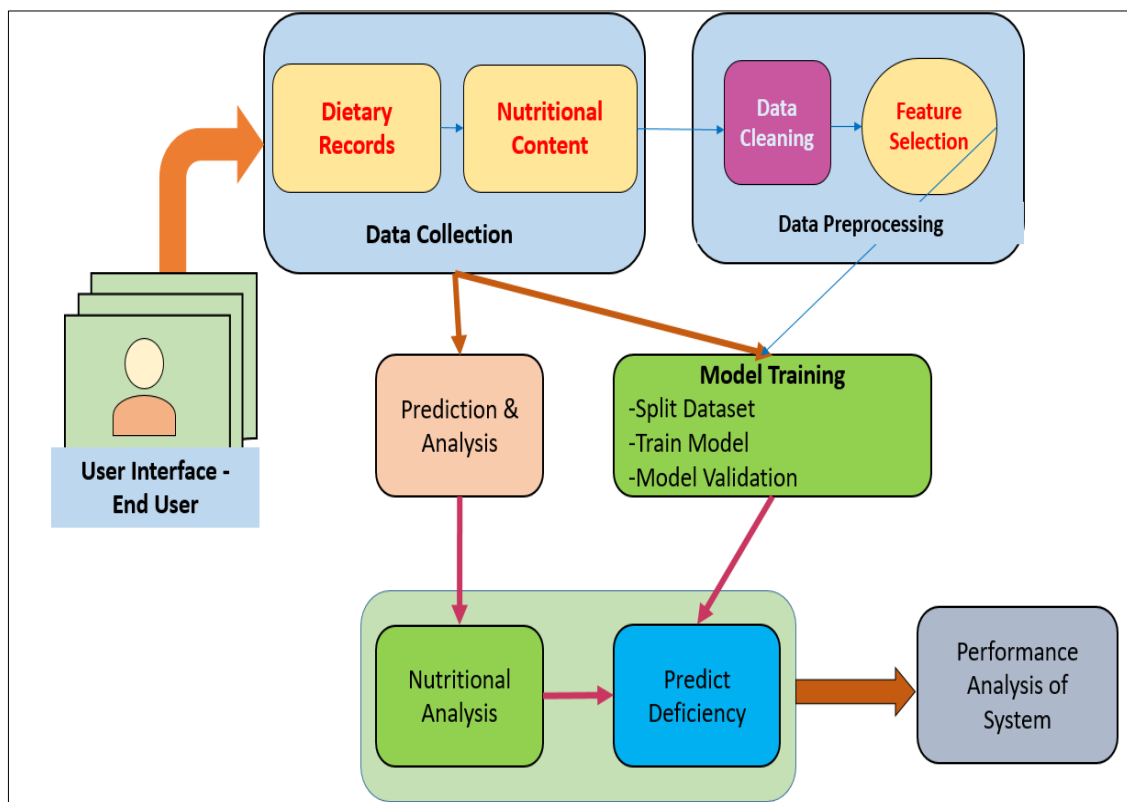 Dietary
Records
Nutritional
Content
Data Collection
Data
Cleaning
Feature
Selection
Data Preprocessing
User Interface -
End User
Prediction &
Analysis
Model Training
-Split Dataset
-Train Model
-Model Validation
Nutritional
Analysis
Predict
Deficiency
Performance
Analysis of
System